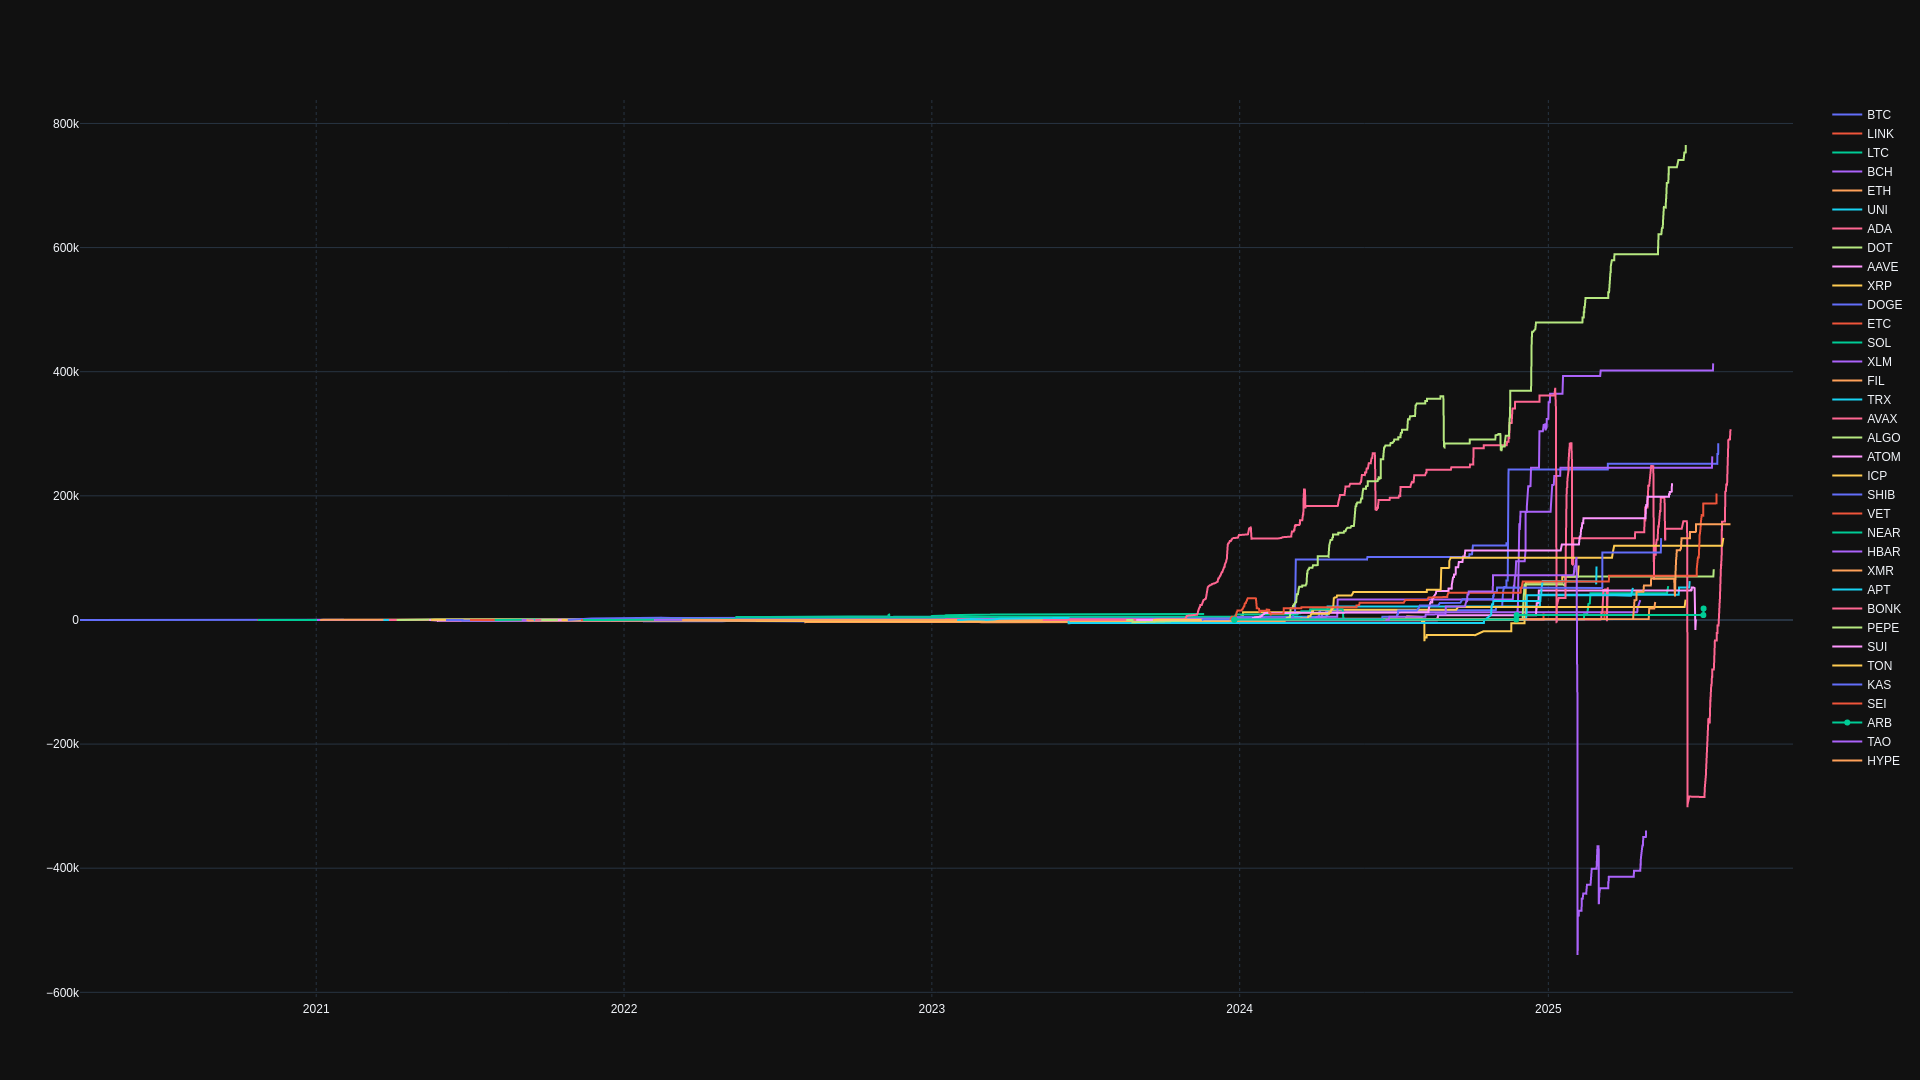 800k
600k
400k
200k
0
−200k
−400k
−600k
2021
2022
2023
2024
2025
BTC
LINK
LTC
BCH
ETH
UNI
ADA
DOT
AAVE
XRP
DOGE
ETC
SOL
XLM
FIL
TRX
AVAX
ALGO
ATOM
ICP
SHIB
VET
NEAR
HBAR
XMR
APT
BONK
PEPE
SUI
TON
KAS
SEI
ARB
TAO
HYPE